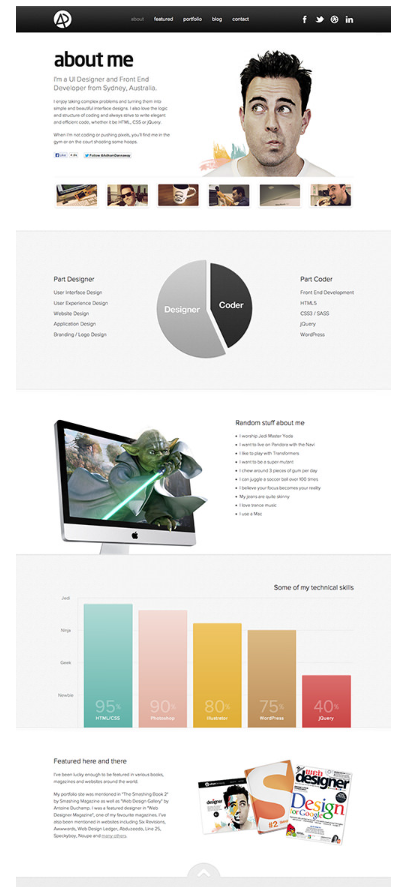 about
featured
portfolio
blog
contact
about me
I'm a UI Designer and Front End
Developer from Sydney, Australia.
I enjoy taking complex problems and turning them into
simple and beautiful interface designs. I also love the logic
and structure of coding and always strive to write elegant
and efficient code, whether it be HTML, CSS or jQuery.
When I'm not coding or pushing pixels, you'll find me in the
gym or on the court shooting some hoops.
Like
Follow
Part Designer
User Interface Design
User Experience Design
Website Design
Application Design
Branding / Logo Design
Designer
Coder
Part Coder
Front End Development
HTML5
CSS3 / SASS
jQuery
WordPress
Random stuff about me
I worship Jedi Master Yoda
I want to live on Pandora with the Navi
I like to play with Transformers
I want to be a super mutant
I chew around 5 pieces of gum per day
I can juggle a soccer ball over 100 times
I believe your focus becomes your reality
My jeans are quite skinny
I love trance music
I use a Mac
Some of my technical skills
Jedi
Ninja
Geek
Newbie
95%
HTML/CSS
90%
Photoshop
80%
Illustrator
75%
WordPress
40%
jQuery
Featured here and there
I've been lucky enough to be featured in various books,
magazines and websites around the world.
My portfolio site was mentioned in "The Smashing Book 2"
by Smashing Magazine as well as "Web Design Gallery" by
Antoine Duchamp. I was a featured designer in "Web
Designer Magazine", one of my favourite magazines. I've
also been mentioned in websites including Six Revisions,
Awwwards, Web Design Ledger, Line 25,
Speckyboy, Noupe and many others.
S
#2
web
designer
Design
for Google